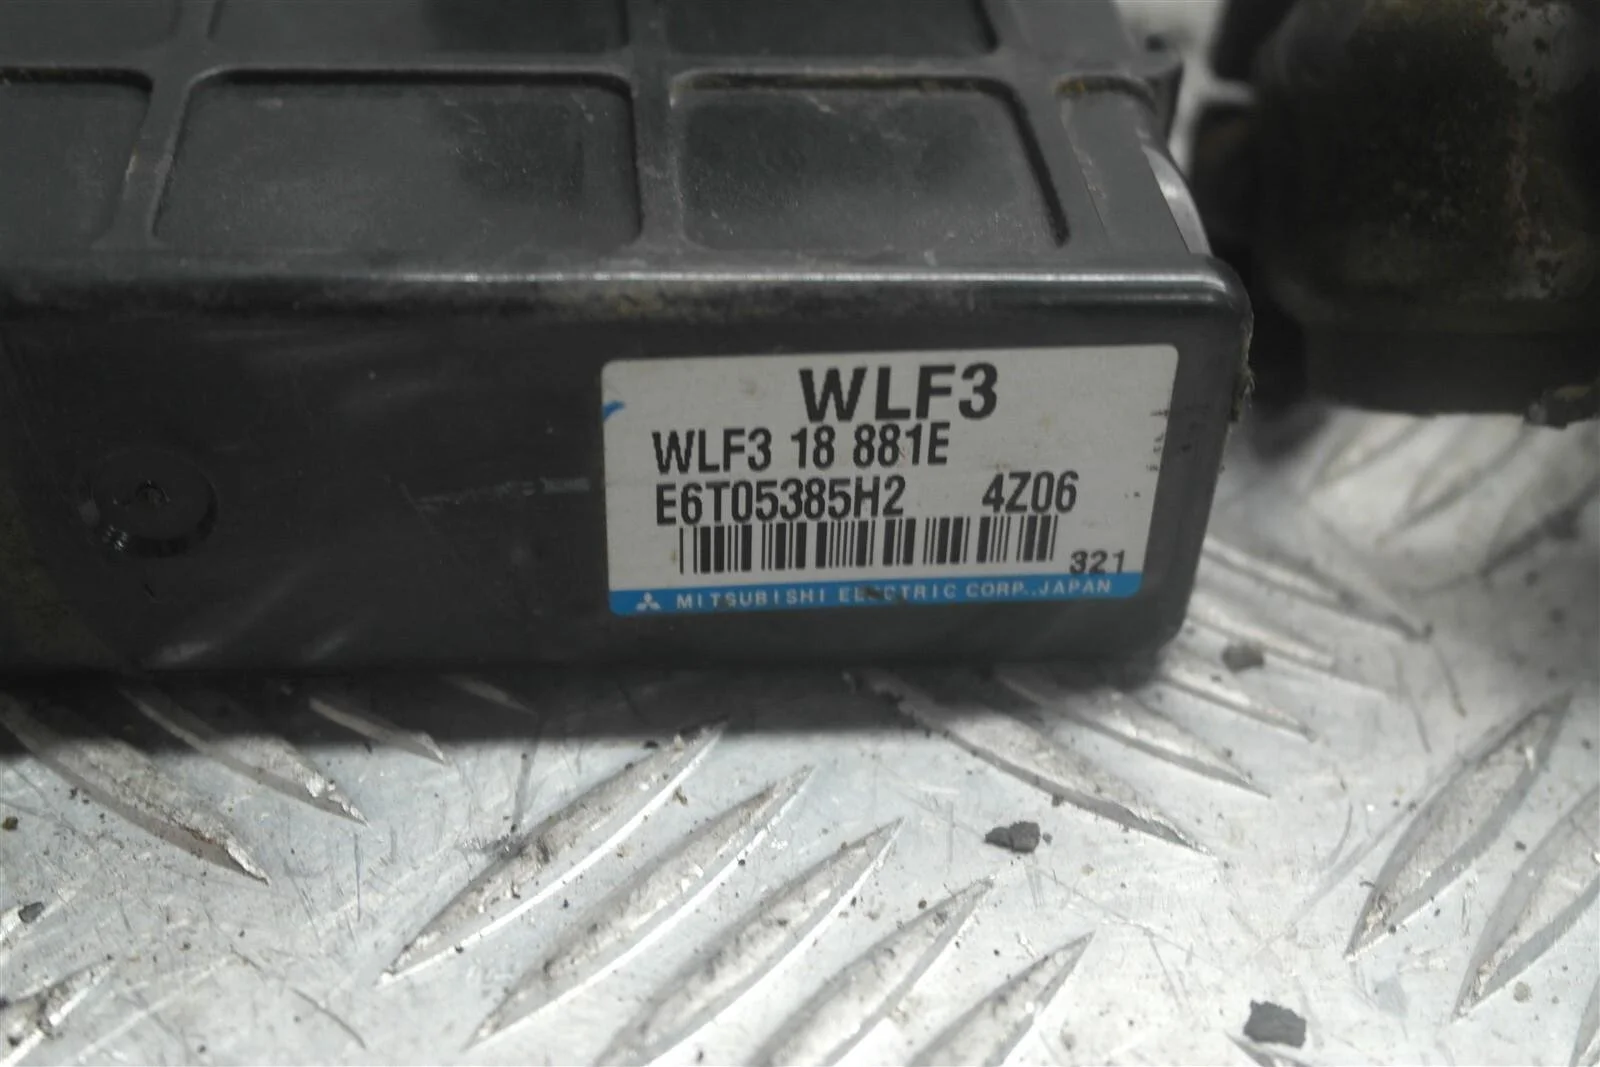 WLF3
WLF3 18 881E
E6T05385H2 4Z06
321
MITSUBISHI ELECTRIC CORP.,JAPAN